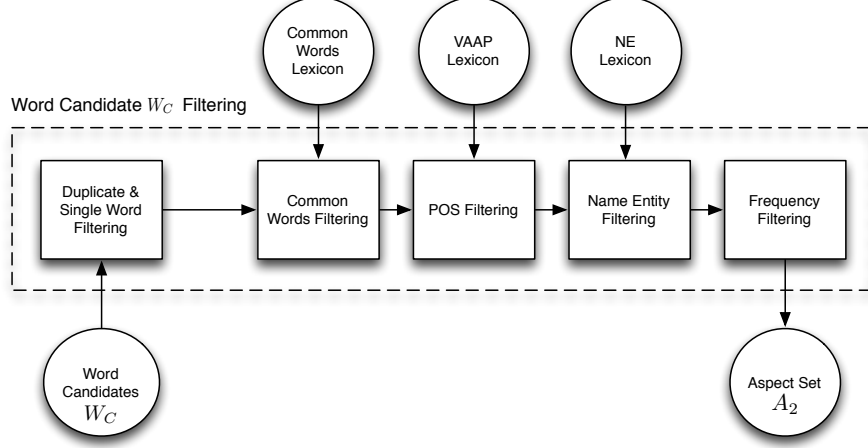 Common
Words
Lexicon
VAAP
Lexicon
NE
Lexicon
Word Candidate W_C Filtering
Duplicate &
Single Word
Filtering
Common
Words Filtering
POS Filtering
Name Entity
Filtering
Frequency
Filtering
Word
Candidates
W_C
Aspect Set
A_2